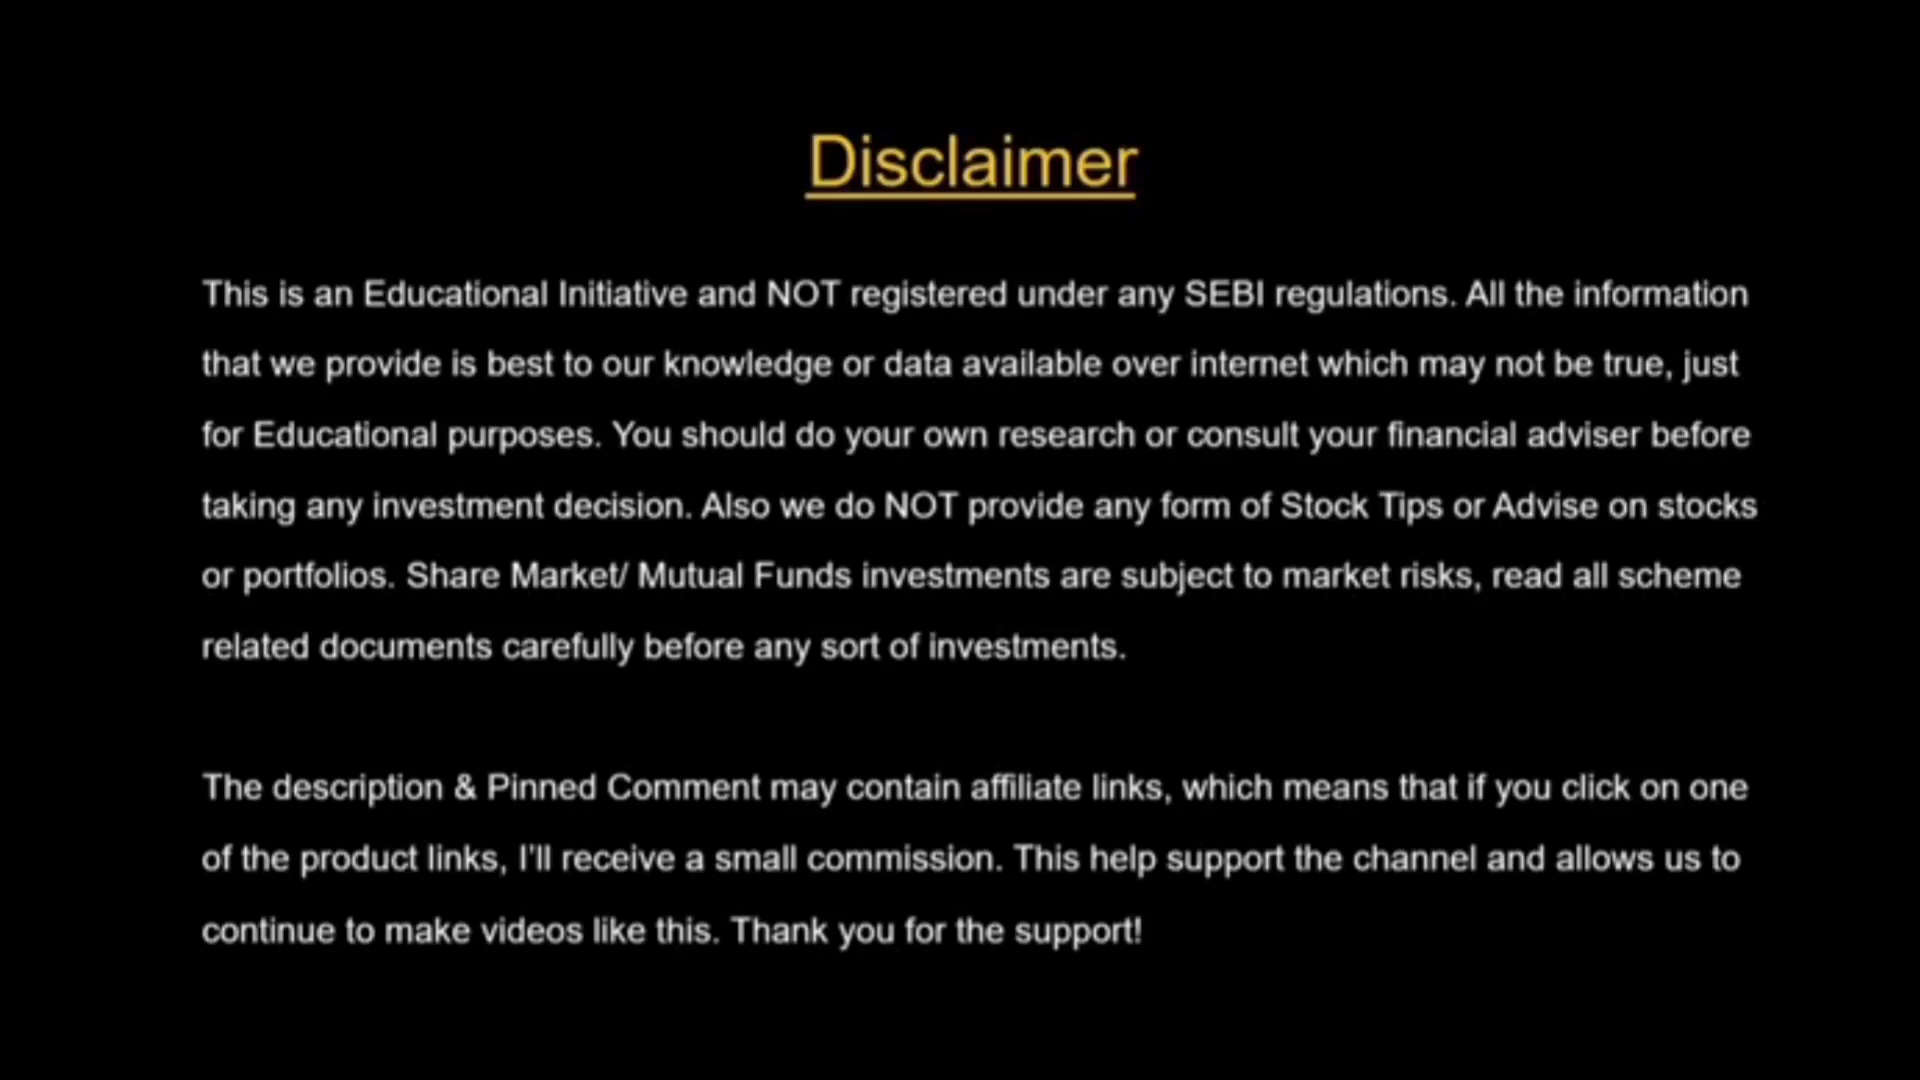 Disclaimer
This is an Educational Initiative and NOT registered under any SEBI regulations. All the information
that we provide is best to our knowledge or data available over internet which may not be true, just
for Educational purposes. You should do your own research or consult your financial adviser before
taking any investment decision. Also we do NOT provide any form of Stock Tips or Advise on stocks
or portfolios. Share Market/ Mutual Funds investments are subject to market risks, read all scheme
related documents carefully before any sort of investments.
The description & Pinned Comment may contain affiliate links, which means that if you click on one
of the product links, I’ll receive a small commission. This help support the channel and allows us to
continue to make videos like this. Thank you for the support!